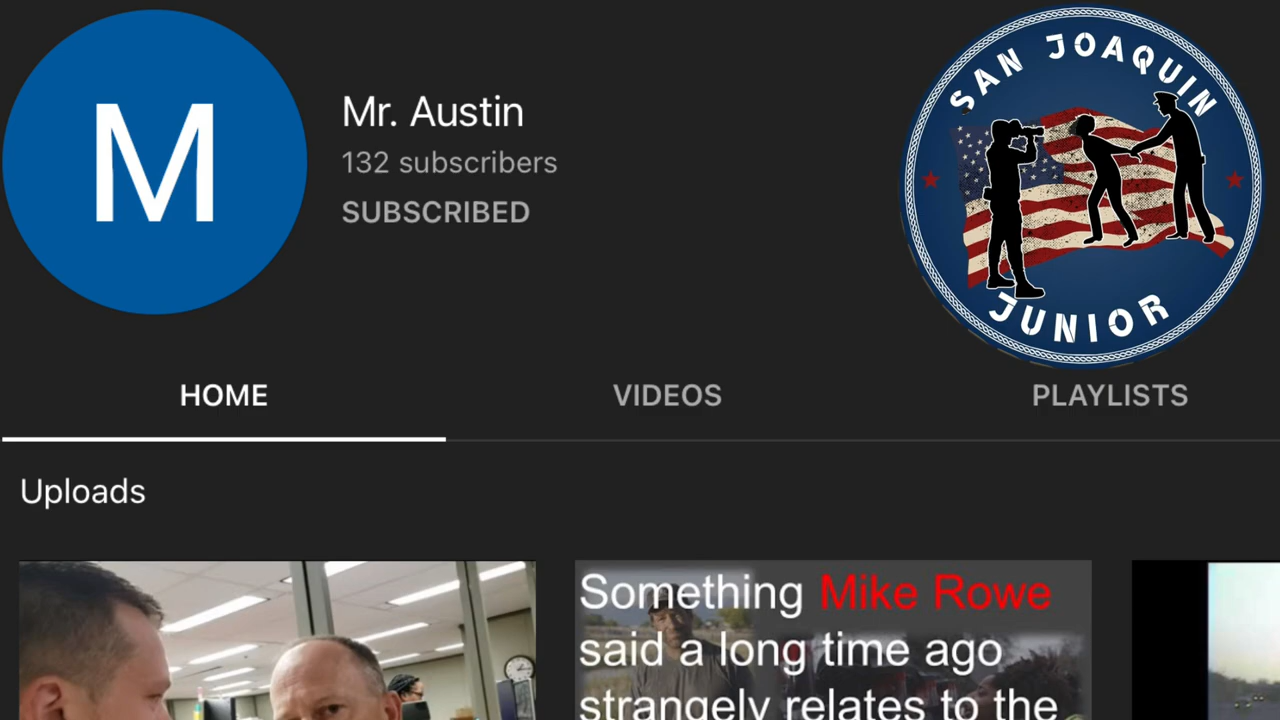 M
Mr. Austin
132 subscribers
SUBSCRIBED
SAN JOAQUIN
JUNIOR
HOME
VIDEOS
PLAYLISTS
Uploads
Something Mike Rowe
said a long time ago
strangely relates to the